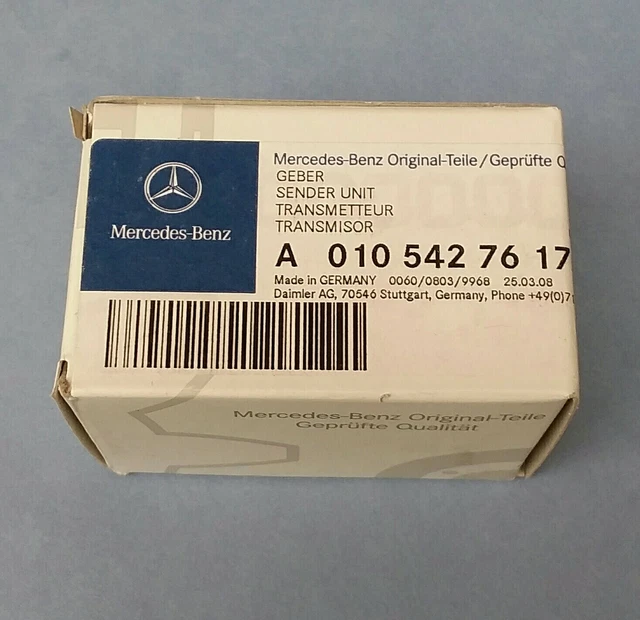 Mercedes-Benz
Mercedes-Benz Original-Teile/Geprüfte Q
GEBER
SENDER UNIT
TRANSMETTEUR
TRANSMISOR
A 010 542 76 17
Made in GERMANY 0060/0803/9968 25.03.08
Daimler AG, 70546 Stuttgart, Germany, Phone +49(0)7
Mercedes-Benz Original-Teile
Geprüfte Qualität